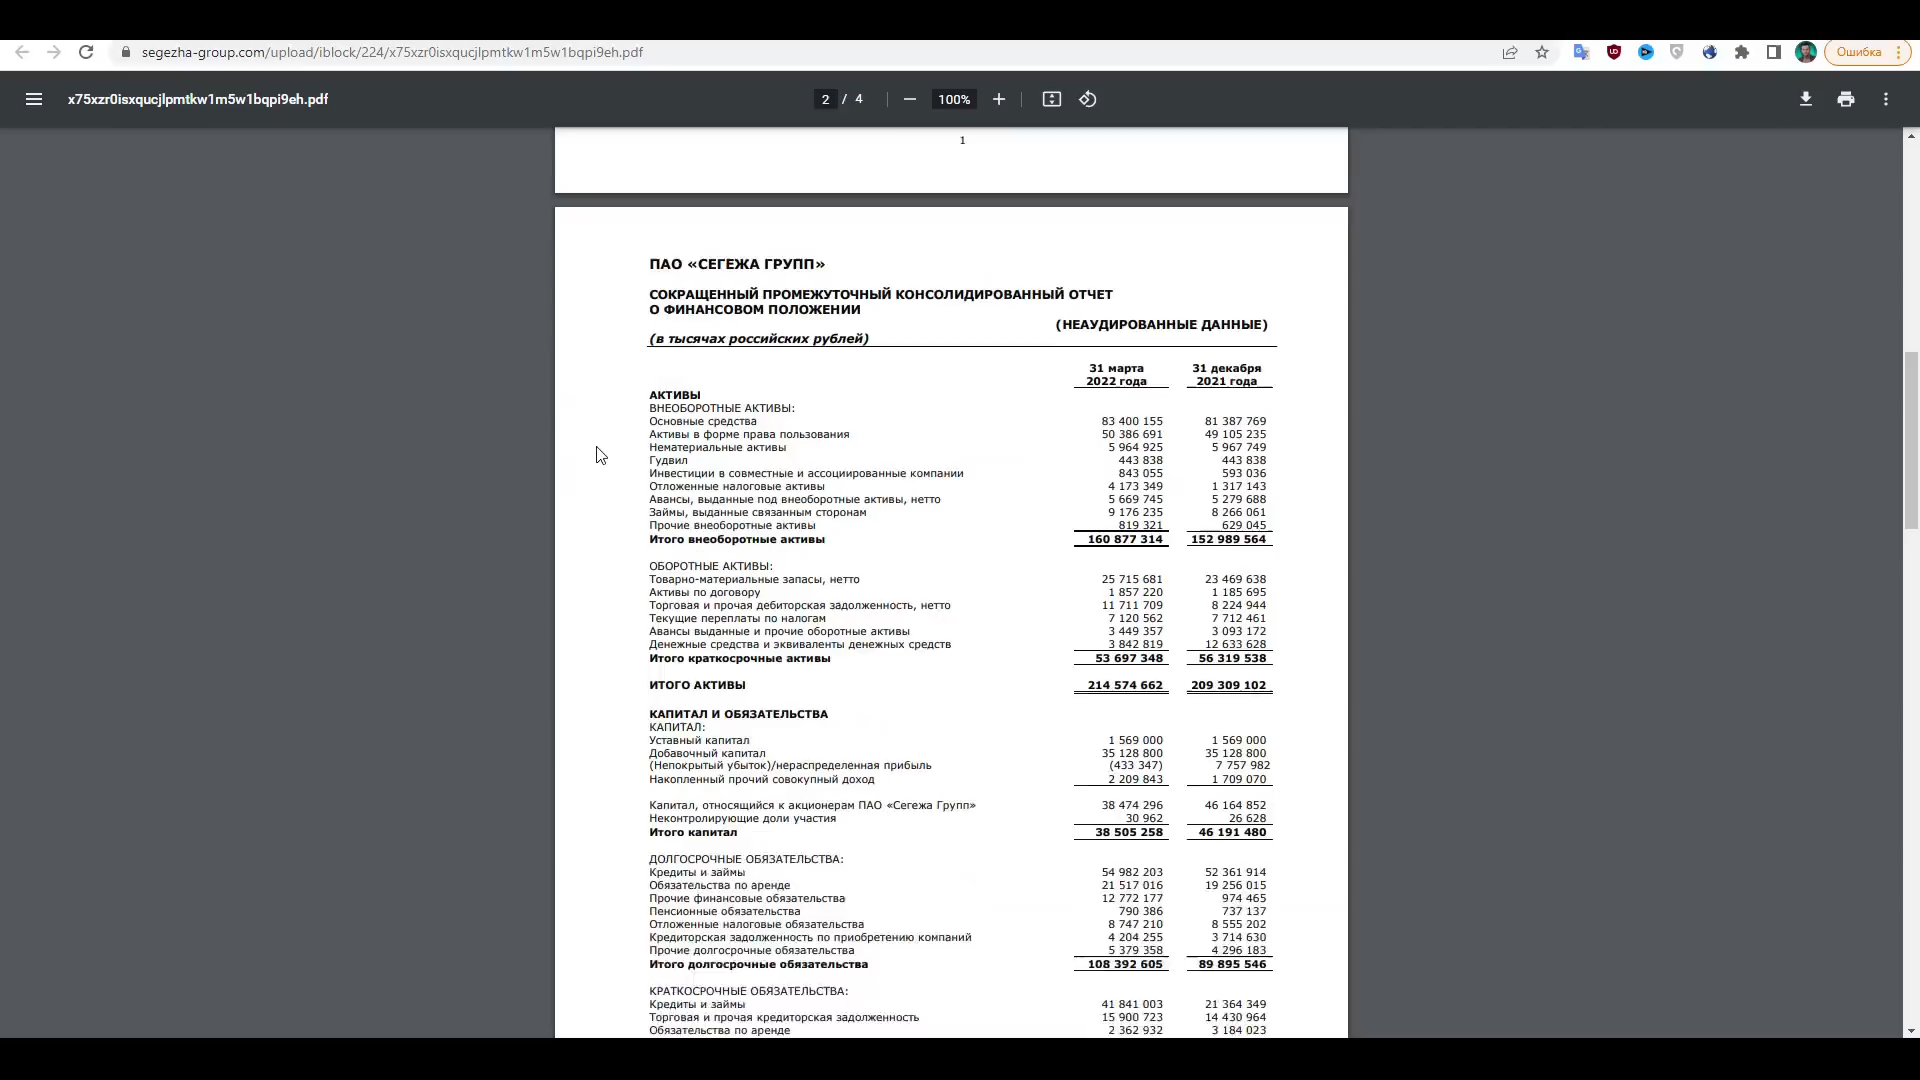 segezha-group.com/upload/iblock/224/x75xzr0isxqucjlpmtkw1m5w1bqpi9eh.pdf
Ошибка
x75xzr0isxqucjlpmtkw1m5w1bqpi9eh.pdf
2 / 4
100%
1
ПАО «СЕГЕЖА ГРУПП»
СОКРАЩЕННЫЙ ПРОМЕЖУТОЧНЫЙ КОНСОЛИДИРОВАННЫЙ ОТЧЕТ
О ФИНАНСОВОМ ПОЛОЖЕНИИ
(НЕАУДИРОВАННЫЕ ДАННЫЕ)
(в тысячах российских рублей)
31 марта 31 декабря
2022 года 2021 года
АКТИВЫ
ВНЕОБОРОТНЫЕ АКТИВЫ:
Основные средства 83 400 155 81 387 769
Активы в форме права пользования 50 386 691 49 105 235
Нематериальные активы 5 964 925 5 967 749
Гудвил 443 838 443 838
Инвестиции в совместные и ассоциированные компании 843 055 593 036
Отложенные налоговые активы 4 173 349 1 317 143
Авансы, выданные под внеоборотные активы, нетто 5 669 745 5 279 688
Займы, выданные связанным сторонам 9 176 235 8 266 061
Прочие внеоборотные активы 819 321 629 045
Итого внеоборотные активы 160 877 314 152 989 564
ОБОРОТНЫЕ АКТИВЫ:
Товарно-материальные запасы, нетто 25 715 681 23 469 638
Активы по договору 1 857 220 1 185 695
Торговая и прочая дебиторская задолженность, нетто 11 711 709 8 224 944
Текущие переплаты по налогам 7 120 562 7 712 461
Авансы выданные и прочие оборотные активы 3 449 357 3 093 172
Денежные средства и эквиваленты денежных средств 3 842 819 12 633 628
Итого краткосрочные активы 53 697 348 56 319 538
ИТОГО АКТИВЫ 214 574 662 209 309 102
КАПИТАЛ И ОБЯЗАТЕЛЬСТВА
КАПИТАЛ:
Уставный капитал 1 569 000 1 569 000
Добавочный капитал 35 128 800 35 128 800
(Непокрытый убыток)/нераспределенная прибыль (433 347) 7 757 982
Накопленный прочий совокупный доход 2 209 843 1 709 070
Капитал, относящийся к акционерам ПАО «Сегежа Групп» 38 474 296 46 164 852
Неконтролирующие доли участия 30 962 26 628
Итого капитал 38 505 258 46 191 480
ДОЛГОСРОЧНЫЕ ОБЯЗАТЕЛЬСТВА:
Кредиты и займы 54 982 203 52 361 914
Обязательства по аренде 21 517 016 19 256 015
Прочие финансовые обязательства 12 772 177 974 465
Пенсионные обязательства 790 386 737 137
Отложенные налоговые обязательства 8 747 210 8 555 202
Кредиторская задолженность по приобретению компаний 4 204 255 3 714 630
Прочие долгосрочные обязательства 5 379 358 4 296 183
Итого долгосрочные обязательства 108 392 605 89 895 546
КРАТКОСРОЧНЫЕ ОБЯЗАТЕЛЬСТВА:
Кредиты и займы 41 841 003 21 364 349
Торговая и прочая кредиторская задолженность 15 900 723 14 430 964
Обязательства по аренде 2 362 932 3 184 023